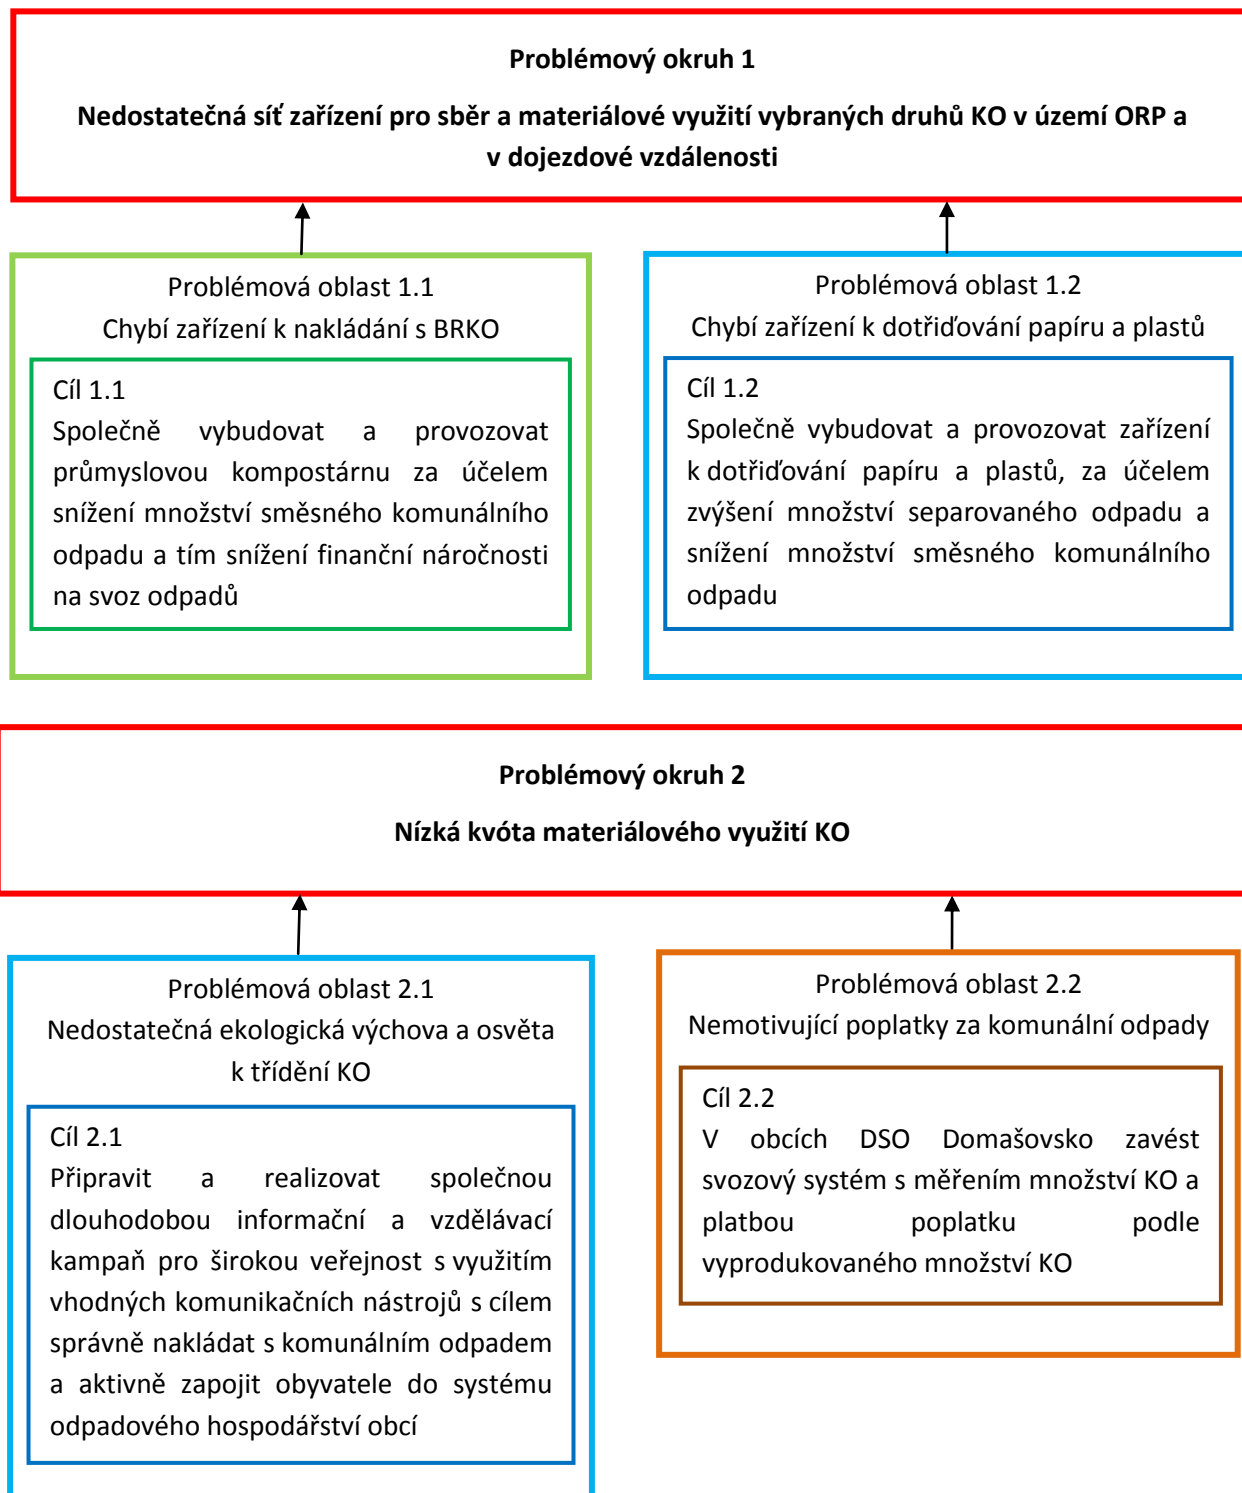 Problémový okruh 1
Nedostatečná síť zařízení pro sběr a materiálové využití vybraných druhů KO v území ORP a
v dojezdové vzdálenosti
Problémová oblast 1.1
Chybí zařízení k nakládání s BRKO
Cíl 1.1
Společně vybudovat a provozovat
průmyslovou kompostárnu za účelem
snížení množství směsného komunálního
odpadu a tím snížení finanční náročnosti
na svoz odpadů
Problémová oblast 1.2
Chybí zařízení k dotřiďování papíru a plastů
Cíl 1.2
Společně vybudovat a provozovat zařízení
k dotřiďování papíru a plastů, za účelem
zvýšení množství separovaného odpadu a
snížení množství směsného komunálního
odpadu
Problémový okruh 2
Nízká kvóta materiálového využití KO
Problémová oblast 2.1
Nedostatečná ekologická výchova a osvěta
k třídění KO
Cíl 2.1
Připravit a realizovat společnou
dlouhodobou informační a vzdělávací
kampaň pro širokou veřejnost s využitím
vhodných komunikačních nástrojů s cílem
správně nakládat s komunálním odpadem
a aktivně zapojit obyvatele do systému
odpadového hospodářství obcí
Problémová oblast 2.2
Nemotivující poplatky za komunální odpady
Cíl 2.2
V obcích DSO Domašovsko zavést
svozový systém s měřením množství KO a
platbou poplatku podle
vyprodukovaného množství KO